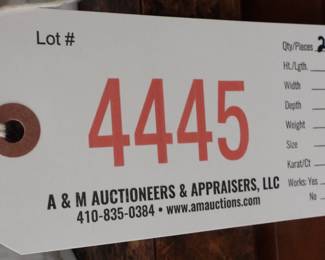 Lot #
4445
A & M AUCTIONEERS & APPRAISERS, LLC
410-835-0384 • www.amauctions.com
Qty/Pieces 2
Ht./Lgth.
Width
Depth
Weight
Size
Karat/Ct
Works: Yes
No